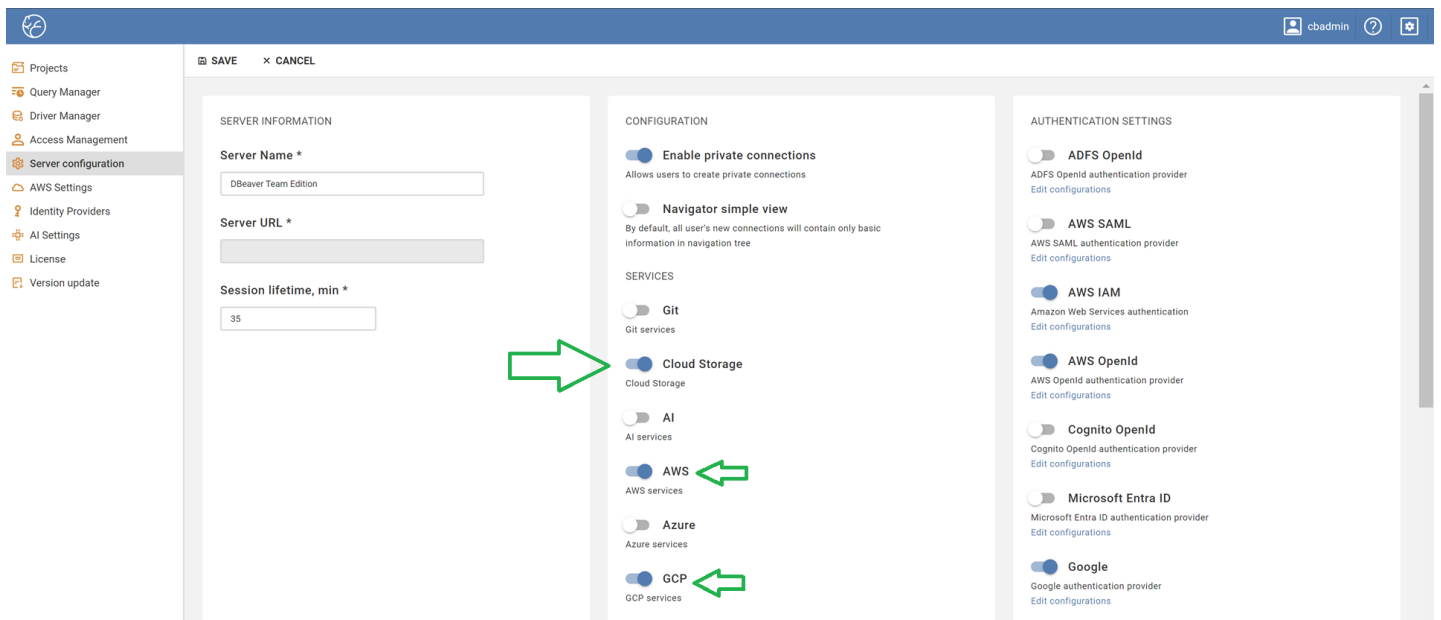 cbadmin
Projects
Query Manager
Driver Manager
Access Management
Server configuration
AWS Settings
Identity Providers
AI Settings
License
Version update
SAVE
CANCEL
SERVER INFORMATION
Server Name *
DBeaver Team Edition
Server URL *
Session lifetime, min *
35
CONFIGURATION
Enable private connections
Allows users to create private connections
Navigator simple view
By default, all user's new connections will contain only basic
information in navigation tree
SERVICES
Git
Git services
Cloud Storage
Cloud Storage
AI
AI services
AWS
AWS services
Azure
Azure services
GCP
GCP services
AUTHENTICATION SETTINGS
ADFS OpenId
ADFS OpenId authentication provider
Edit configurations
AWS SAML
AWS SAML authentication provider
Edit configurations
AWS IAM
Amazon Web Services authentication
Edit configurations
AWS OpenId
AWS OpenId authentication provider
Edit configurations
Cognito OpenId
Cognito OpenId authentication provider
Edit configurations
Microsoft Entra ID
Microsoft Entra ID authentication provider
Edit configurations
Google
Google authentication provider
Edit configurations